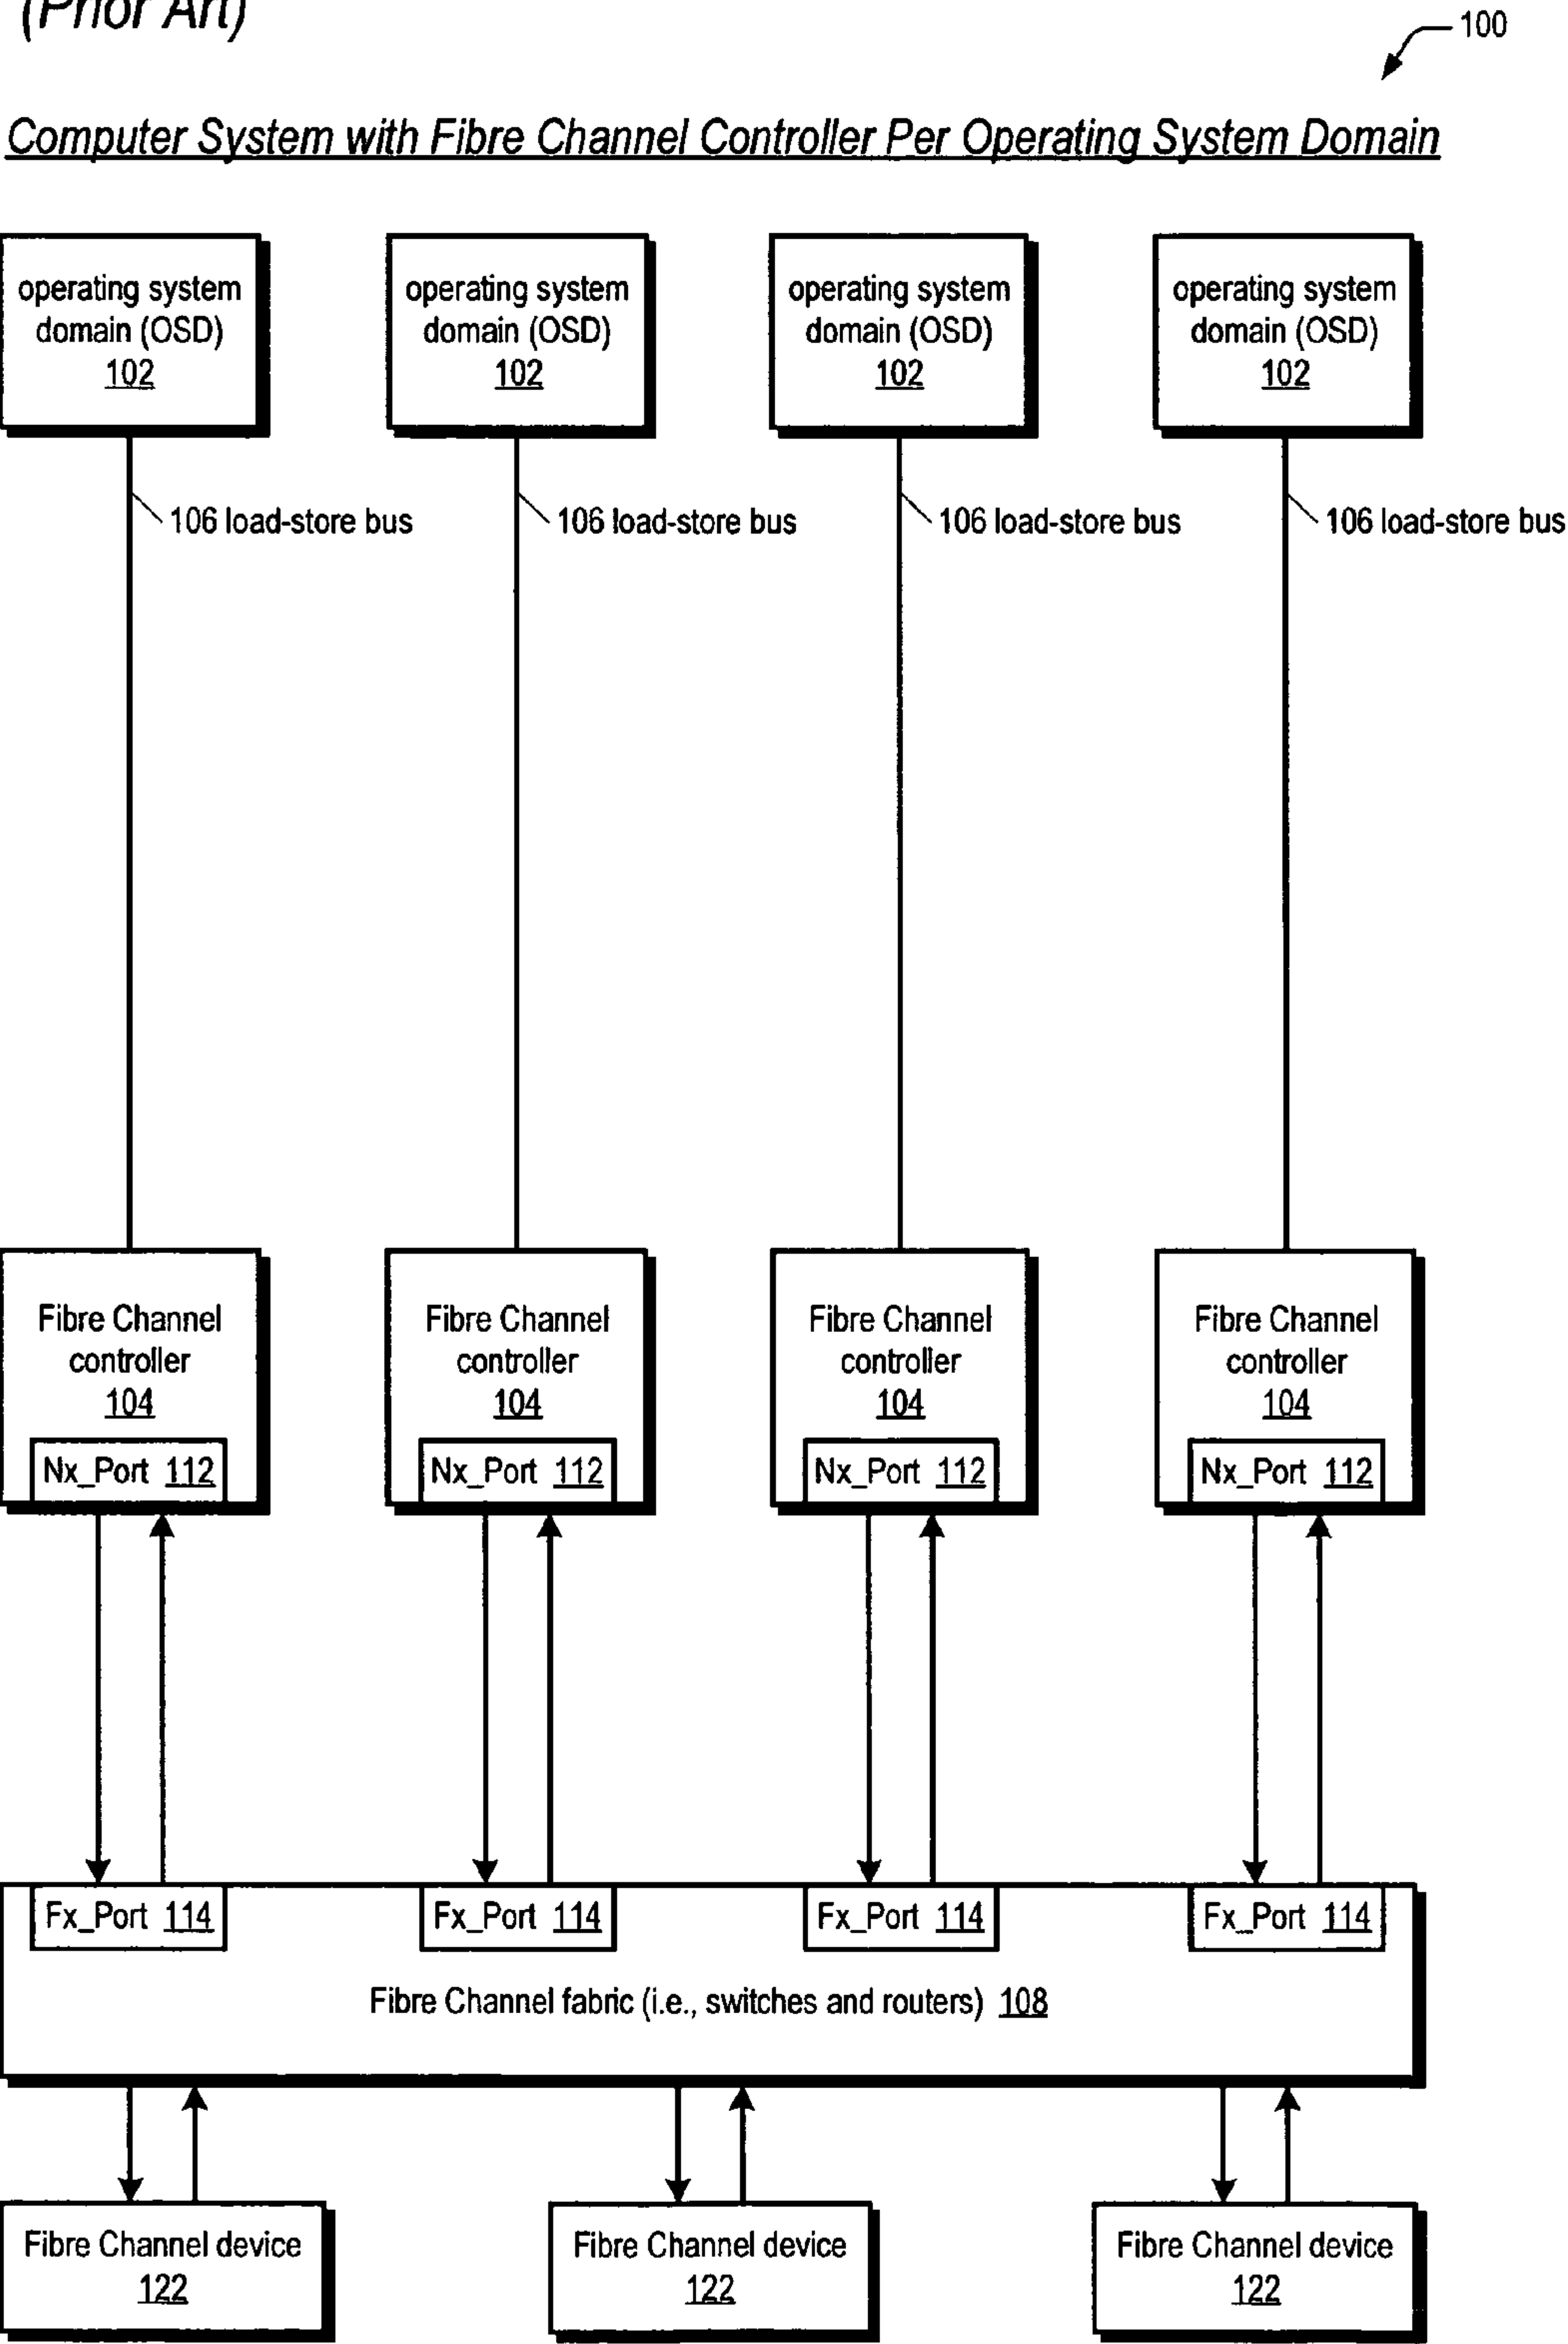 (Prior Art)
100
Computer System with Fibre Channel Controller Per Operating System Domain
operating system
domain (OSD)
102
operating system
domain (OSD)
102
operating system
domain (OSD)
102
operating system
domain (OSD)
102
106 load-store bus
106 load-store bus
106 load-store bus
106 load-store bus
Fibre Channel
controller
104
Nx_Port 112
Fibre Channel
controller
104
Nx_Port 112
Fibre Channel
controller
104
Nx_Port 112
Fibre Channel
controller
104
Nx_Port 112
Fx_Port 114
Fx_Port 114
Fx_Port 114
Fx_Port 114
Fibre Channel fabric (i.e., switches and routers) 108
Fibre Channel device
122
Fibre Channel device
122
Fibre Channel device
122